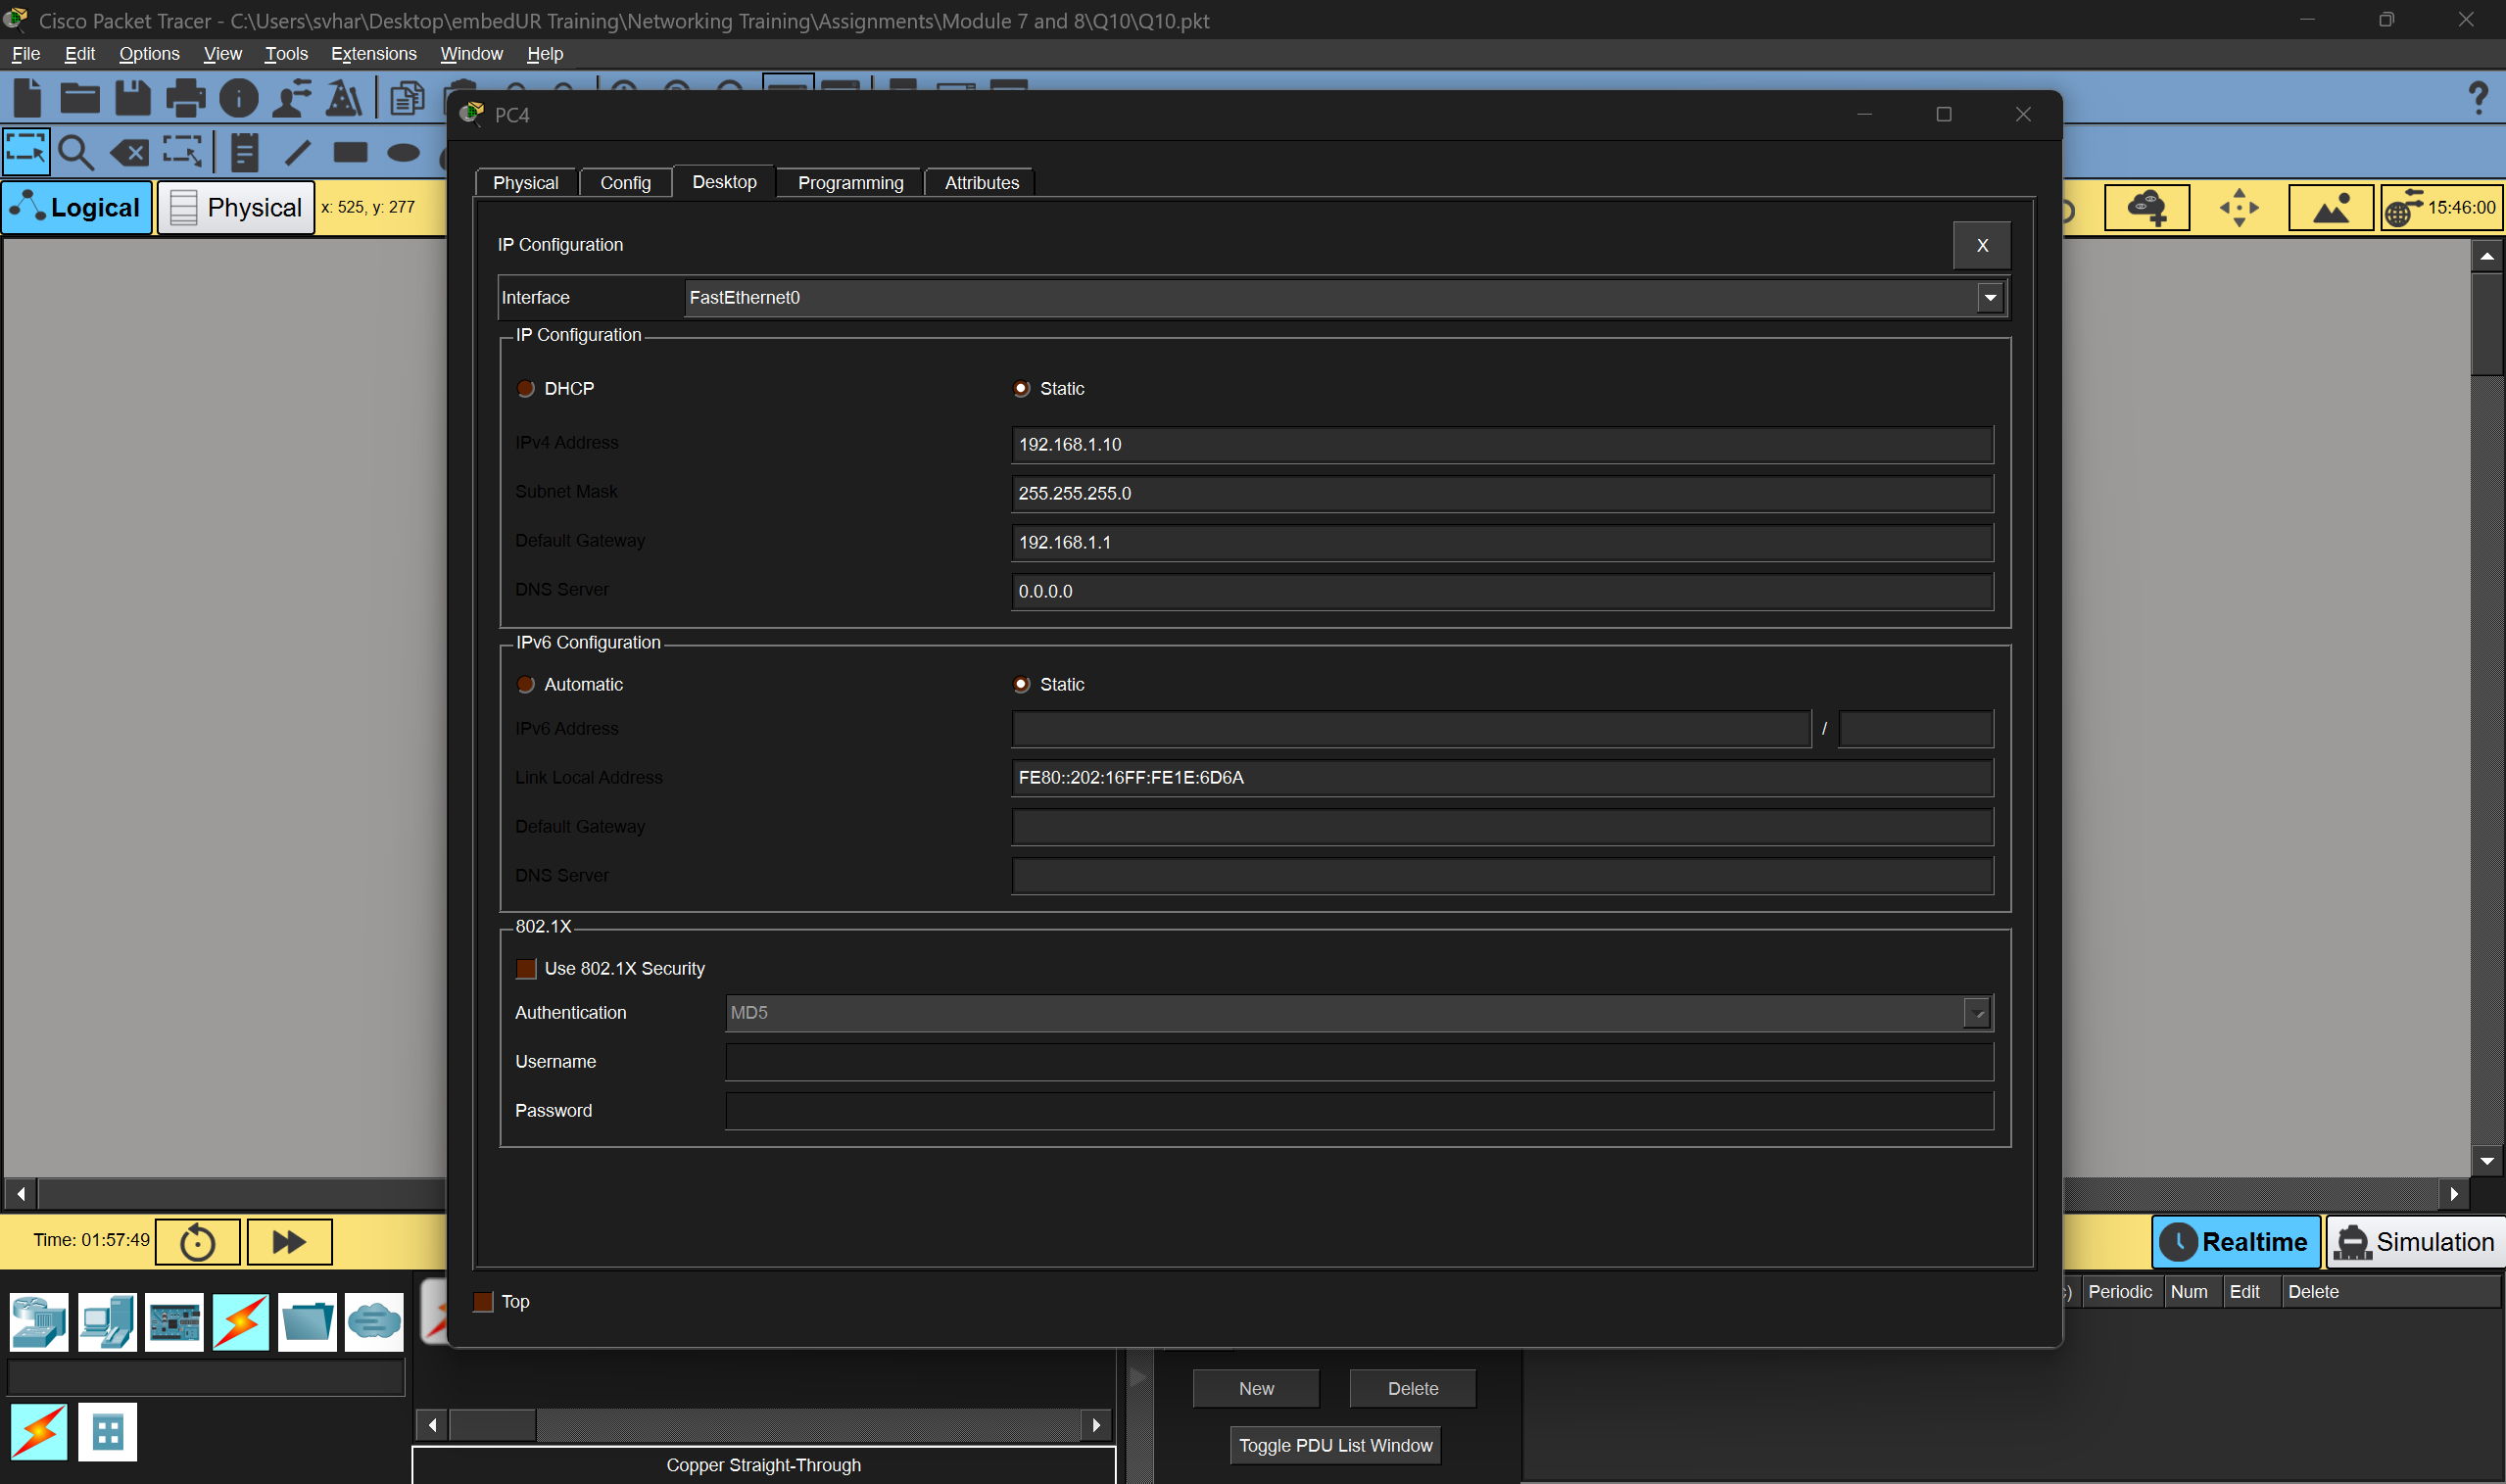 Cisco Packet Tracer - C:\Users\svhar\Desktop\embedUR Training\Networking Training\Assignments\Module 7 and 8\Q10\Q10.pkt
File Edit Options View Tools Extensions Window Help
PC4
Physical Config Desktop Programming Attributes
Logical Physical x: 525, y: 277
15:46:00
IP Configuration X
Interface FastEthernet0
IP Configuration
DHCP Static
IPv4 Address 192.168.1.10
Subnet Mask 255.255.255.0
Default Gateway 192.168.1.1
DNS Server 0.0.0.0
IPv6 Configuration
Automatic Static
IPv6 Address /
Link Local Address FE80::202:16FF:FE1E:6D6A
Default Gateway
DNS Server
802.1X
Use 802.1X Security
Authentication MD5
Username
Password
Time: 01:57:49
Realtime Simulation
Top
) Periodic Num Edit Delete
New Delete
Toggle PDU List Window
Copper Straight-Through